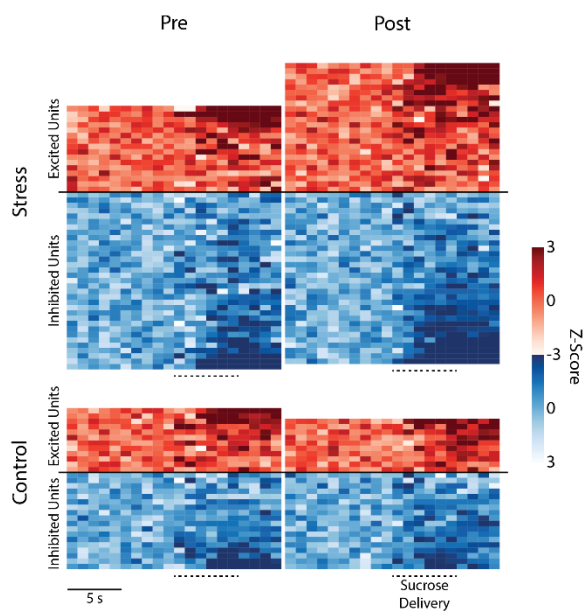 Pre
Post
Stress
Excited Units
Inhibited Units
Control
Excited Units
Inhibited Units
3
0
-3
0
3
Z-Score
5 s
Sucrose
Delivery